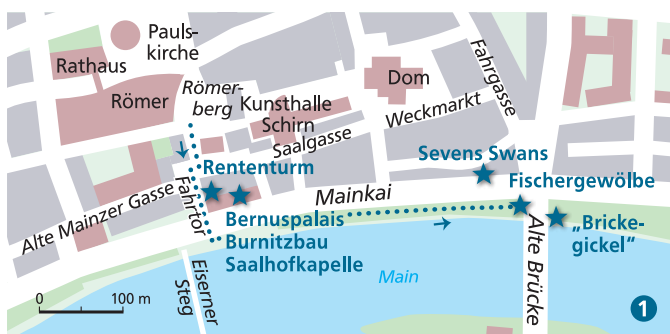 Pauls-
kirche
Rathaus
Römer
Römer-
berg
Kunsthalle
Schirn
Saalgasse
Dom
Weckmarkt
Fahrgasse
Sevens Swans
Fischergewölbe
Rententurm
Mainkai
Alte Mainzer Gasse
Fahrtor
Bernuspalais
Burnitzbau
Saalhofkapelle
„Bricke-
gickel“
Alte Brücke
Eiserner
Steg
Main
0 100 m
1